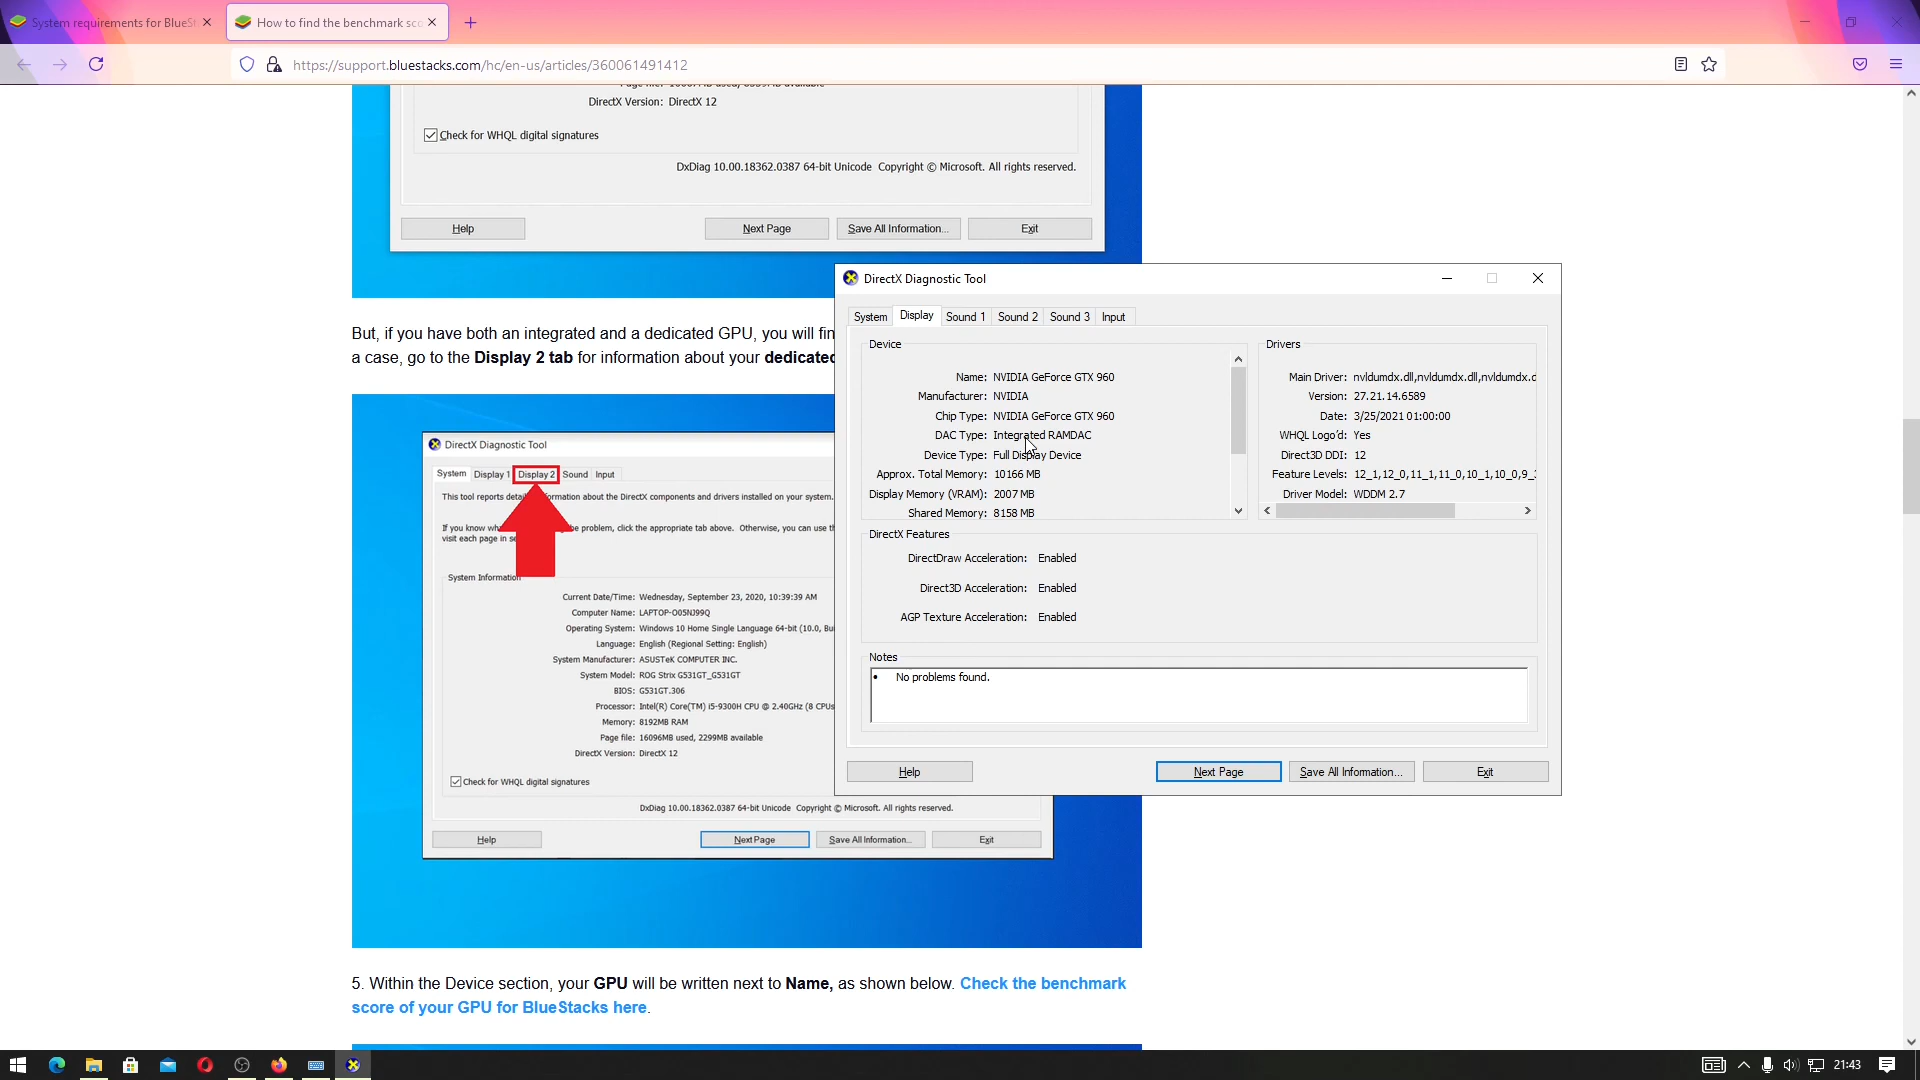 System requirements for BlueSt
How to find the benchmark sco
https://support.bluestacks.com/hc/en-us/articles/360061491412
DirectX Version: DirectX 12
Check for WHQL digital signatures
DxDiag 10.00.18362.0387 64-bit Unicode Copyright © Microsoft. All rights reserved.
Help
Next Page
Save All Information...
Exit
But, if you have both an integrated and a dedicated GPU, you will fin
a case, go to the Display 2 tab for information about your dedicated
DirectX Diagnostic Tool
System
Display 1
Display 2
Sound
Input
This tool reports detai
ormation about the DirectX components and drivers installed on your system.
If you know wh
e problem, click the appropriate tab above. Otherwise, you can use th
visit each page in se
System Information
Current Date/Time: Wednesday, September 23, 2020, 10:39:39 AM
Computer Name: LAPTOP-O05NJ99Q
Operating System: Windows 10 Home Single Language 64-bit (10.0, Bu
Language: English (Regional Setting: English)
System Manufacturer: ASUSTeK COMPUTER INC.
System Model: ROG Strix G531GT_G531GT
BIOS: G531GT.306
Processor: Intel(R) Core(TM) i5-9300H CPU @ 2.40GHz (8 CPUs
Memory: 8192MB RAM
Page file: 16096MB used, 2299MB available
DirectX Version: DirectX 12
Check for WHQL digital signatures
DxDiag 10.00.18362.0387 64-bit Unicode Copyright © Microsoft. All rights reserved.
Help
Next Page
Save All Information...
Exit
DirectX Diagnostic Tool
System
Display
Sound 1
Sound 2
Sound 3
Input
Device
Name: NVIDIA GeForce GTX 960
Manufacturer: NVIDIA
Chip Type: NVIDIA GeForce GTX 960
DAC Type: Integrated RAMDAC
Device Type: Full Display Device
Approx. Total Memory: 10166 MB
Display Memory (VRAM): 2007 MB
Shared Memory: 8158 MB
Drivers
Main Driver: nvldumdx.dll,nvldumdx.dll,nvldumdx.d
Version: 27.21.14.6589
Date: 3/25/2021 01:00:00
WHQL Logo'd: Yes
Direct3D DDI: 12
Feature Levels: 12_1,12_0,11_1,11_0,10_1,10_0,9_3
Driver Model: WDDM 2.7
DirectX Features
DirectDraw Acceleration: Enabled
Direct3D Acceleration: Enabled
AGP Texture Acceleration: Enabled
Notes
• No problems found.
Help
Next Page
Save All Information...
Exit
5. Within the Device section, your GPU will be written next to Name, as shown below. Check the benchmark
score of your GPU for BlueStacks here.
21:43